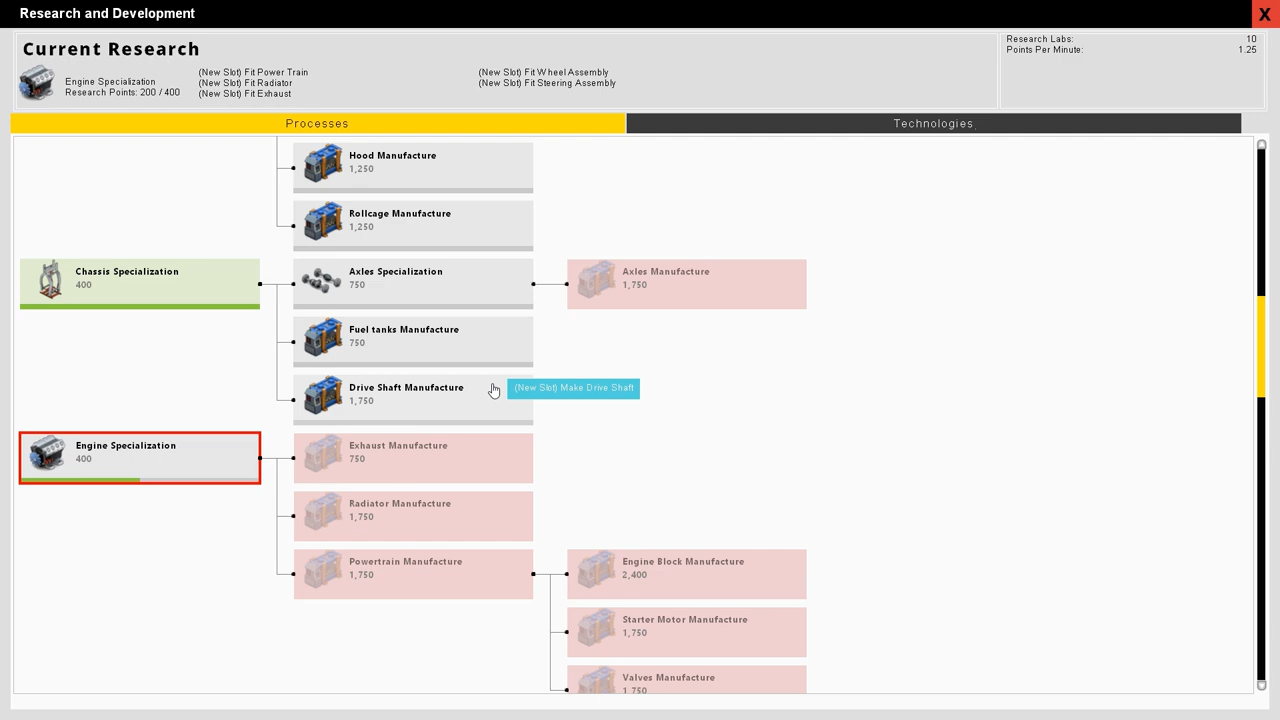 Research and Development
X
Current Research
Engine Specialization
Research Points: 200 / 400
(New Slot) Fit Power Train
(New Slot) Fit Radiator
(New Slot) Fit Exhaust
(New Slot) Fit Wheel Assembly
(New Slot) Fit Steering Assembly
Research Labs: 10
Points Per Minute: 1.25
Processes
Technologies
Hood Manufacture
1,250
Rollcage Manufacture
1,250
Chassis Specialization
400
Axles Specialization
750
Axles Manufacture
1,750
Fuel tanks Manufacture
750
Drive Shaft Manufacture
1,750
(New Slot) Make Drive Shaft
Engine Specialization
400
Exhaust Manufacture
750
Radiator Manufacture
1,750
Powertrain Manufacture
1,750
Engine Block Manufacture
2,400
Starter Motor Manufacture
1,750
Valves Manufacture
1,750